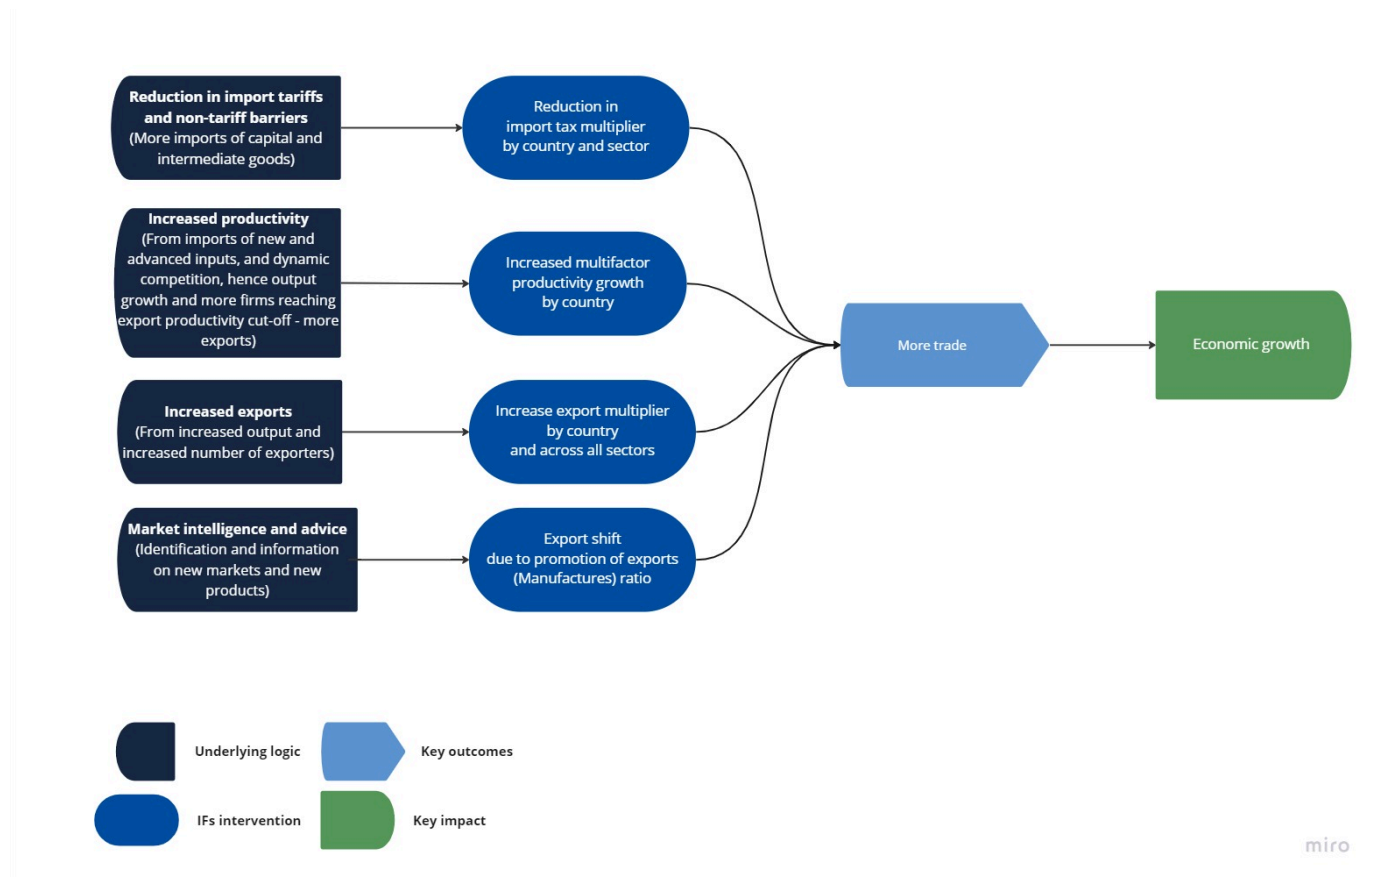 Reduction in import tariffs
and non-tariff barriers
(More imports of capital and
intermediate goods)
Reduction in
import tax multiplier
by country and sector
Increased productivity
(From imports of new and
advanced inputs, and dynamic
competition, hence output
growth and more firms reaching
export productivity cut-off - more
exports)
Increased multifactor
productivity growth
by country
Increased exports
(From increased output and
increased number of exporters)
Increase export multiplier
by country
and across all sectors
Market intelligence and advice
(Identification and information
on new markets and new
products)
Export shift
due to promotion of exports
(Manufactures) ratio
More trade
Economic growth
Underlying logic
Key outcomes
IFs intervention
Key impact
miro